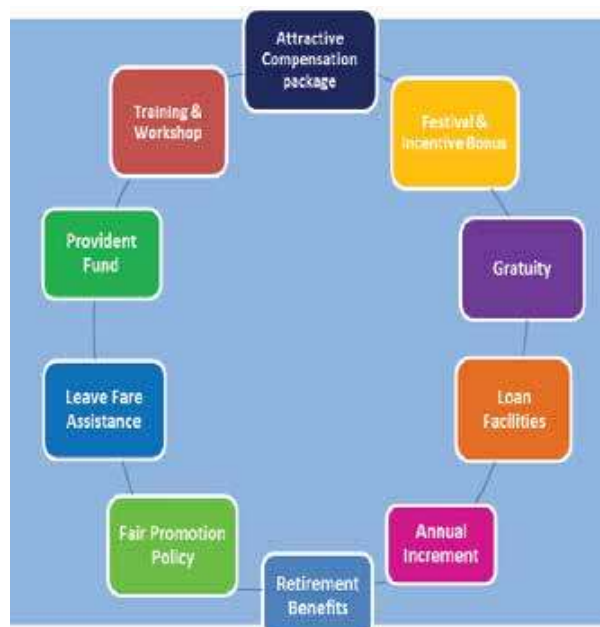 Attractive
Compensation
package
Festival &
Incentive Bonus
Gratuity
Loan
Facilities
Annual
Increment
Retirement
Benefits
Fair Promotion
Policy
Leave Fare
Assistance
Provident
Fund
Training &
Workshop